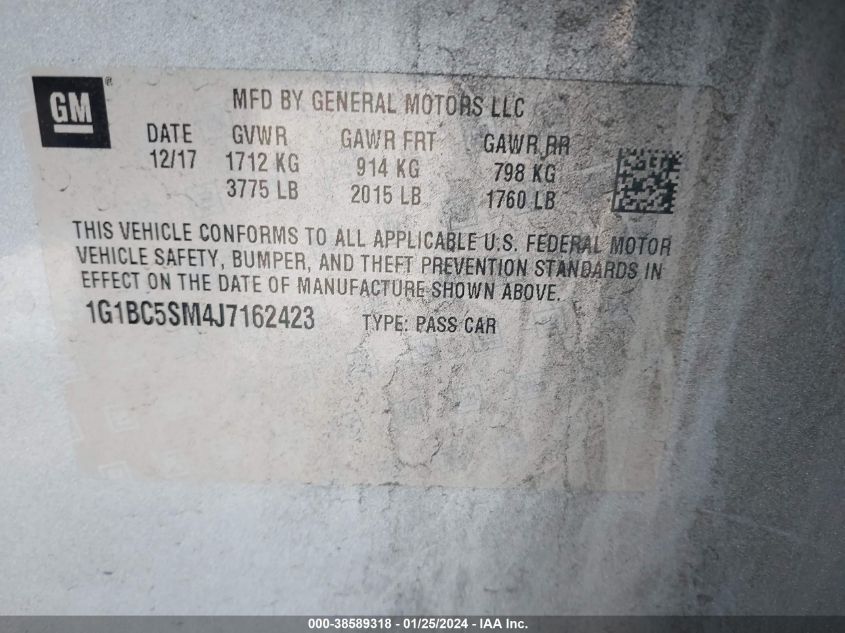 GM®
MFD BY GENERAL MOTORS LLC
DATE GVWR GAWR FRT GAWR RR
12/17 1712 KG 914 KG 798 KG
3775 LB 2015 LB 1760 LB
THIS VEHICLE CONFORMS TO ALL APPLICABLE U.S. FEDERAL MOTOR
VEHICLE SAFETY, BUMPER, AND THEFT PREVENTION STANDARDS IN
EFFECT ON THE DATE OF MANUFACTURE SHOWN ABOVE.
1G1BC5SM4J7162423 TYPE: PASS CAR
000-38589318 - 01/25/2024 - IAA Inc.